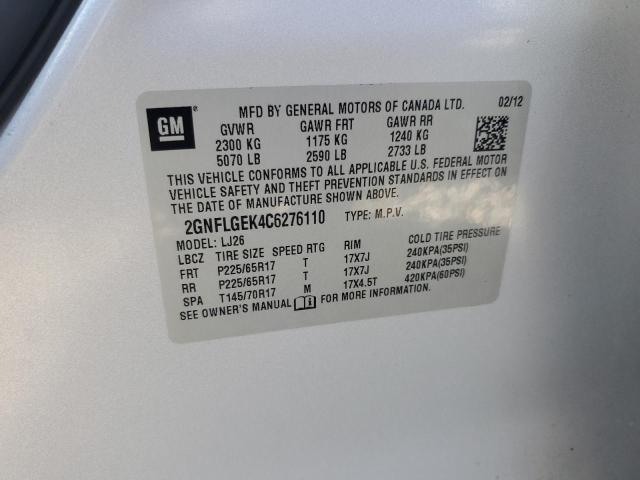 GM
MFD BY GENERAL MOTORS OF CANADA LTD. 02/12
GVWR GAWR FRT GAWR RR
2300 KG 1175 KG 1240 KG
5070 LB 2590 LB 2733 LB
THIS VEHICLE CONFORMS TO ALL APPLICABLE U.S. FEDERAL MOTOR
VEHICLE SAFETY AND THEFT PREVENTION STANDARDS IN EFFECT ON
THE DATE OF MANUFACTURE SHOWN ABOVE.
2GNFLGEK4C6276110 TYPE: M.P.V.
MODEL: LJ26
LBCZ TIRE SIZE SPEED RTG RIM COLD TIRE PRESSURE
FRT P225/65R17 T 17X7J 240KPA(35PSI)
RR P225/65R17 T 17X7J 240KPA(35PSI)
SPA T145/70R17 M 17X4.5T 420KPA(60PSI)
SEE OWNER'S MANUAL FOR MORE INFORMATION.